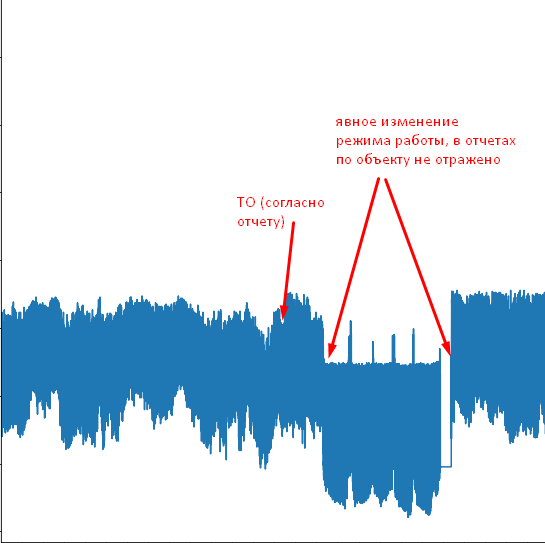 явное изменение
режима работы, в отчетах
по объекту не отражено
ТО (согласно
отчету)